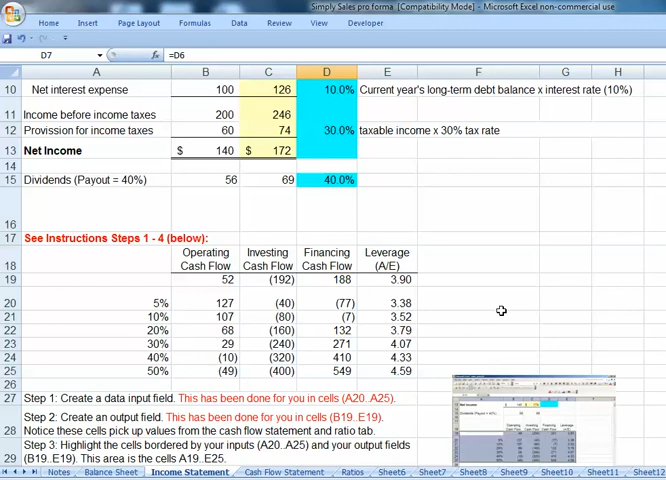 Simply Sales pro forma [Compatibility Mode] - Microsoft Excel non-commercial use
Home Insert Page Layout Formulas Data Review View Developer
D7 fx =D6
A B C D E F G H
10 Net interest expense 100 126 10.0% Current year's long-term debt balance x interest rate (10%)
11 Income before income taxes 200 246
12 Provission for income taxes 60 74 30.0% taxable income x 30% tax rate
13 Net Income $ 140 $ 172
14
15 Dividends (Payout = 40%) 56 69 40.0%
16
17 See Instructions Steps 1 - 4 (below):
Operating Investing Financing Leverage
18 Cash Flow Cash Flow Cash Flow (A/E)
19 52 (192) 188 3.90
20 5% 127 (40) (77) 3.38
21 10% 107 (80) (7) 3.52
22 20% 68 (160) 132 3.79
23 30% 29 (240) 271 4.07
24 40% (10) (320) 410 4.33
25 50% (49) (400) 549 4.59
26
27 Step 1: Create a data input field. This has been done for you in cells (A20..A25).
Step 2: Create an output field. This has been done for you in cells (B19..E19).
28 Notice these cells pick up values from the cash flow statement and ratio tab.
Step 3: Highlight the cells bordered by your inputs (A20..A25) and your output fields
29 (B19..E19). This area is the cells A19..E25.
Notes Balance Sheet Income Statement Cash Flow Statement Ratios Sheet6 Sheet7 Sheet8 Sheet9 Sheet10 Sheet11 Sheet12